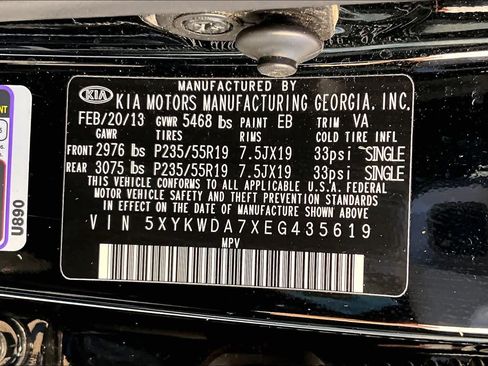 MANUFACTURED BY
KIA KIA MOTORS MANUFACTURING GEORGIA, INC.
FEB/20/13 GVWR 5468 lbs PAINT EB TRIM VA
GAWR TIRES RIMS COLD TIRE INFL.
FRONT 2976 lbs P235/55R19 7.5JX19 33psi SINGLE
REAR 3075 lbs P235/55R19 7.5JX19 33psi SINGLE
THIS VEHICLE CONFORMS TO ALL APPLICABLE U.S.A. FEDERAL
MOTOR VEHICLE SAFETY AND THEFT PREVENTION STANDARDS IN
EFFECT ON THE DATE OF MANUFACTURE SHOWN ABOVE.
VIN 5XYKWDA7XEG435619
MPV
U890